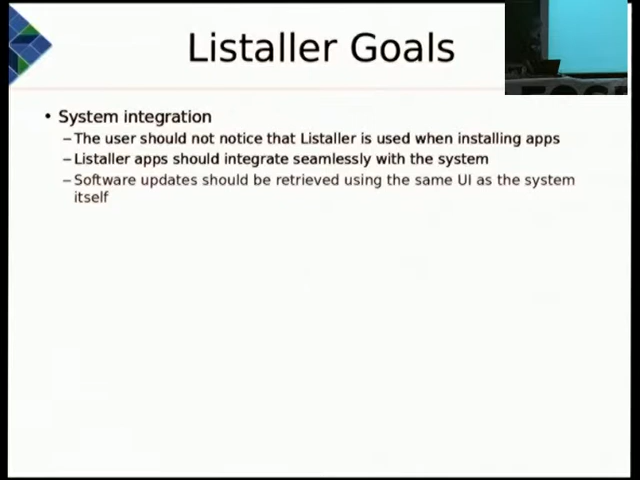 Listaller Goals
• System integration
– The user should not notice that Listaller is used when installing apps
– Listaller apps should integrate seamlessly with the system
– Software updates should be retrieved using the same UI as the system
itself